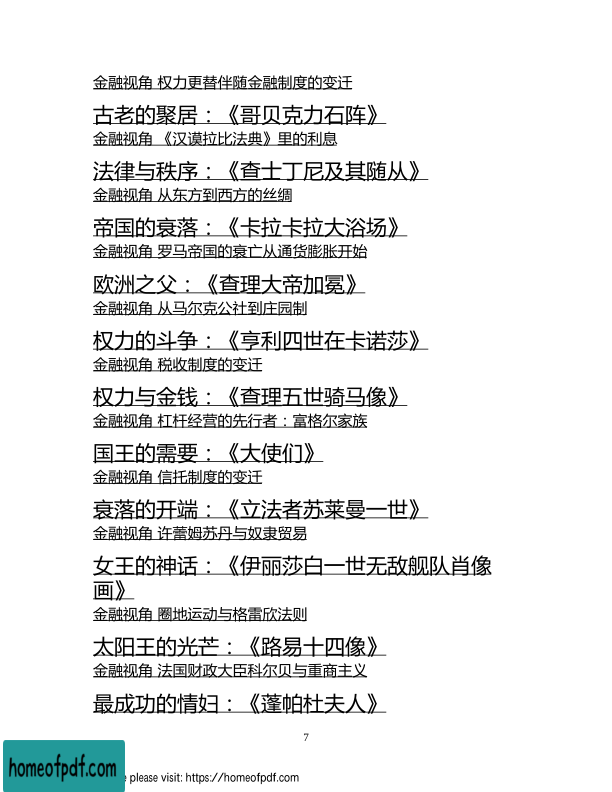 金融视角 权力更替伴随金融制度的变迁
古老的聚居：《哥贝克力石阵》
金融视角 《汉谟拉比法典》里的利息
法律与秩序：《查士丁尼及其随从》
金融视角 从东方到西方的丝绸
帝国的衰落：《卡拉卡拉大浴场》
金融视角 罗马帝国的衰亡从通货膨胀开始
欧洲之父：《查理大帝加冕》
金融视角 从马尔克公社到庄园制
权力的斗争：《亨利四世在卡诺莎》
金融视角 税收制度的变迁
权力与金钱：《查理五世骑马像》
金融视角 杠杆经营的先行者：富格尔家族
国王的需要：《大使们》
金融视角 信托制度的变迁
衰落的开端：《立法者苏莱曼一世》
金融视角 许蕾姆苏丹与奴隶贸易
女王的神话：《伊丽莎白一世无敌舰队肖像
画》
金融视角 圈地运动与格雷欣法则
太阳王的光芒：《路易十四像》
金融视角 法国财政大臣科尔贝与重商主义
最成功的情妇：《蓬帕杜夫人》
7
homeofpdf.com
e please visit: https://homeofpdf.com